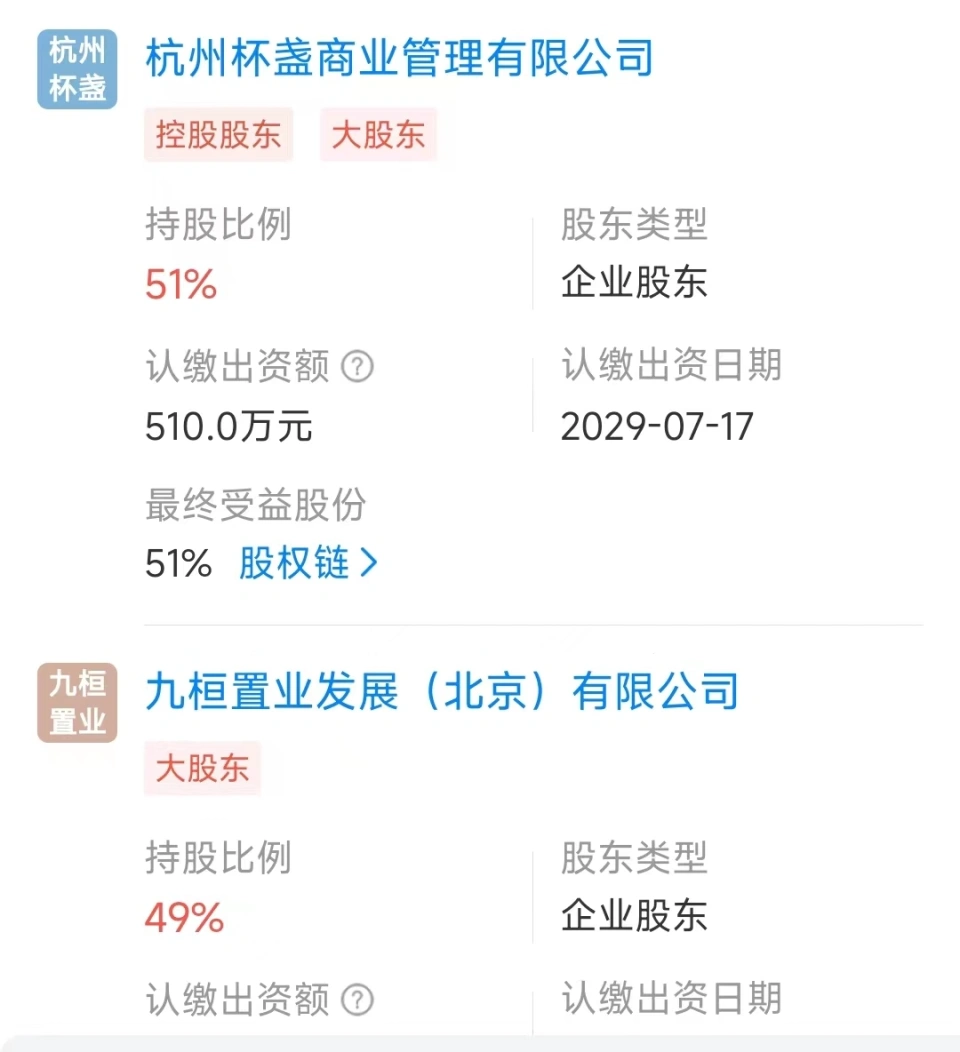 杭州
杯盏
杭州杯盏商业管理有限公司
控股股东 大股东
持股比例 股东类型
51% 企业股东
认缴出资额 ? 认缴出资日期
510.0万元 2029-07-17
最终受益股份
51% 股权链 >
九桓
置业
九桓置业发展（北京）有限公司
大股东
持股比例 股东类型
49% 企业股东
认缴出资额 ? 认缴出资日期